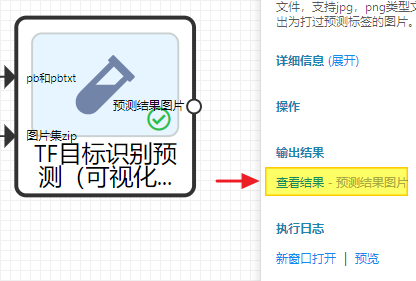 文件，支持jpg，png类型文
出为打过预测标签的图片。
详细信息 (展开)
操作
输出结果
查看结果 - 预测结果图片
执行日志
新窗口打开 | 预览
pb和pbtxt
预测结果图片
图片集zip
TF目标识别预
测（可视化...